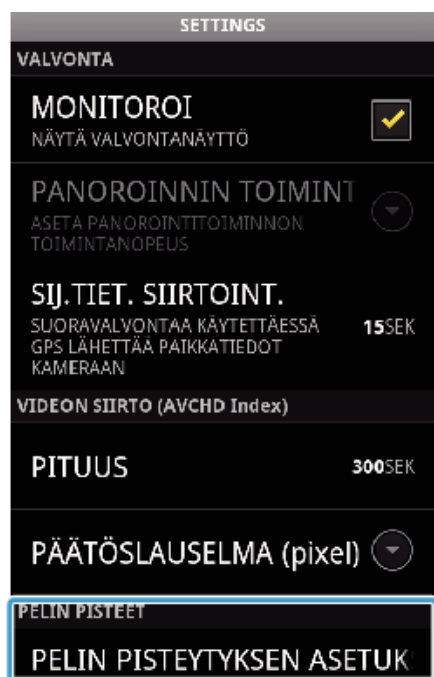 SETTINGS
VALVONTA
MONITOROI
NÄYTÄ VALVONTANÄYTTÖ
PANOROINNIN TOIMINT
ASETA PANOROINTITOIMINNON
TOIMINTANOPEUS
SIJ.TIET. SIIRTOINT.
SUORAVALVONTAA KÄYTETTÄESSÄ
GPS LÄHETTÄÄ PAIKKATIEDOT
KAMERAAN
15SEK
VIDEON SIIRTO (AVCHD Index)
PITUUS
300SEK
PÄÄTÖSLAUSELMA (pixel)
PELIN PISTEET
PELIN PISTEYTYKSEN ASETUK